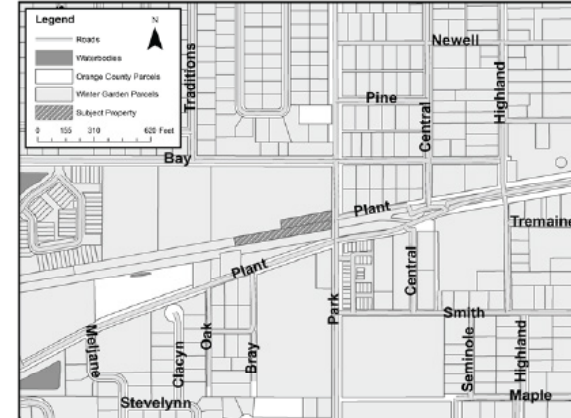 Legend
N
Roads
Waterbodies
Orange County Parcels
Winter Garden Parcels
Subject Property
0 155 310 620 Feet
Traditions
Newell
Pine
Central
Highland
Bay
Plant
Tremaine
Plant
Central
Park
Smith
Mellane
Clacyn
Oak
Bray
Seminole
Highland
Stevelynn
Maple